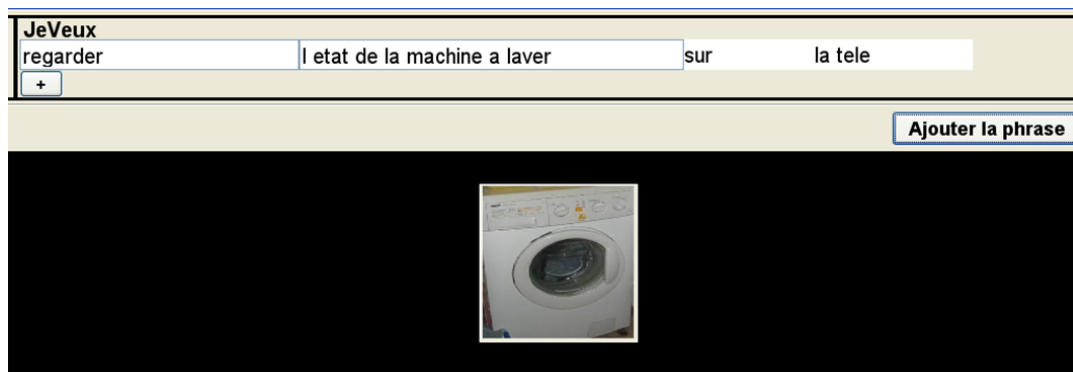 JeVeux
regarder l etat de la machine a laver sur la tele
+
Ajouter la phrase